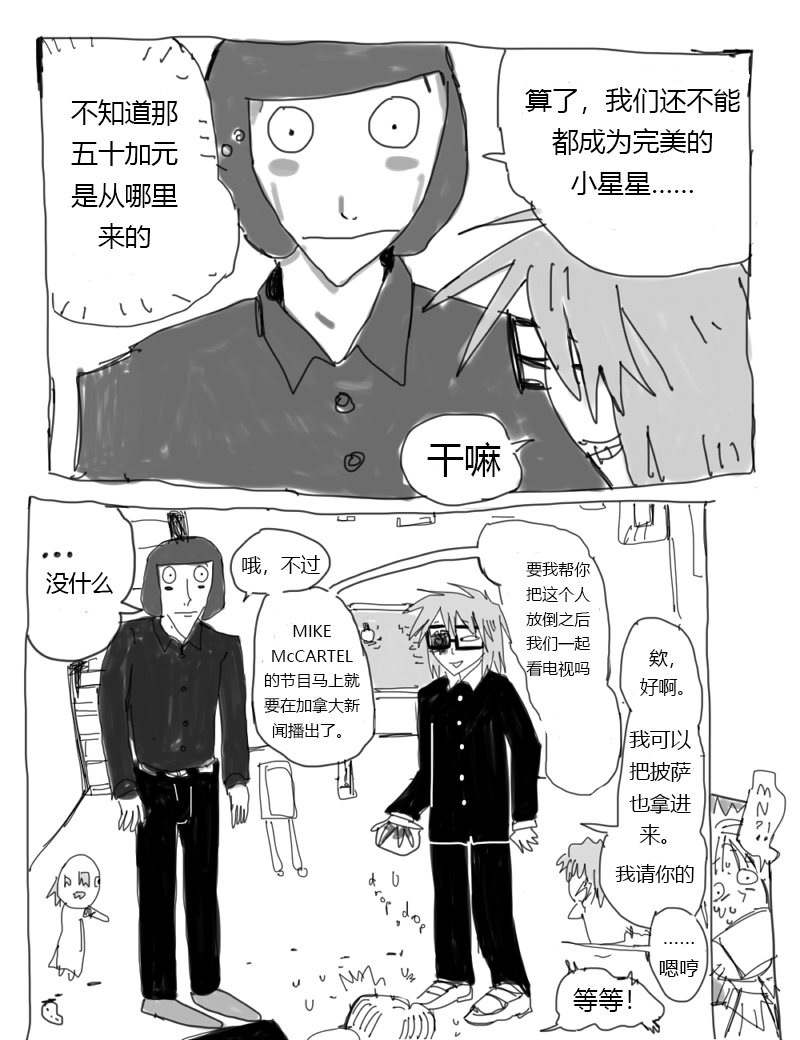 不知道那
五十加元
是从哪里
来的
算了，我们还不能
都成为完美的
小星星……
干嘛
...
没什么
哦，不过
MIKE
McCARTEL
的节目马上就
要在加拿大新
闻播出了。
要我帮你
把这个人
放倒之后
我们一起
看电视吗
欸，
好啊。
我可以
把披萨
也拿进
来。
我请你的
MN?!
……
嗯哼
等等！
drop
drop